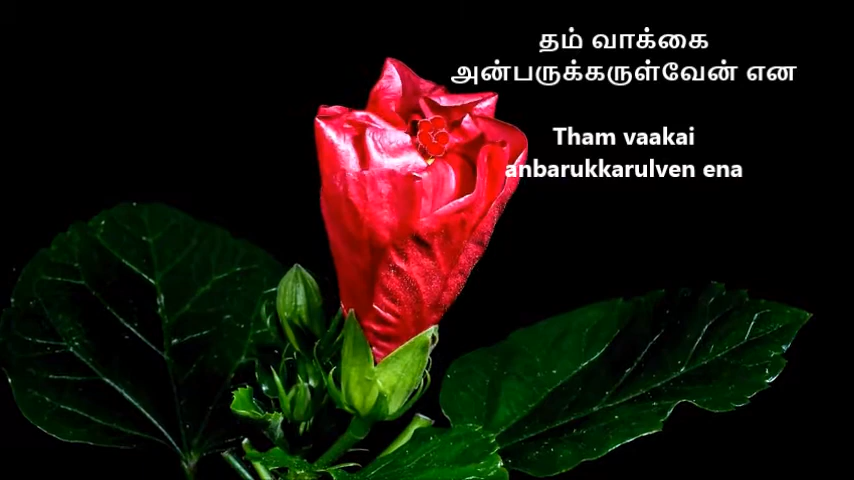 தம் வாக்கை
அன்பருக்கருள்வேன் என
Tham vaakai
anbarukkarulven ena